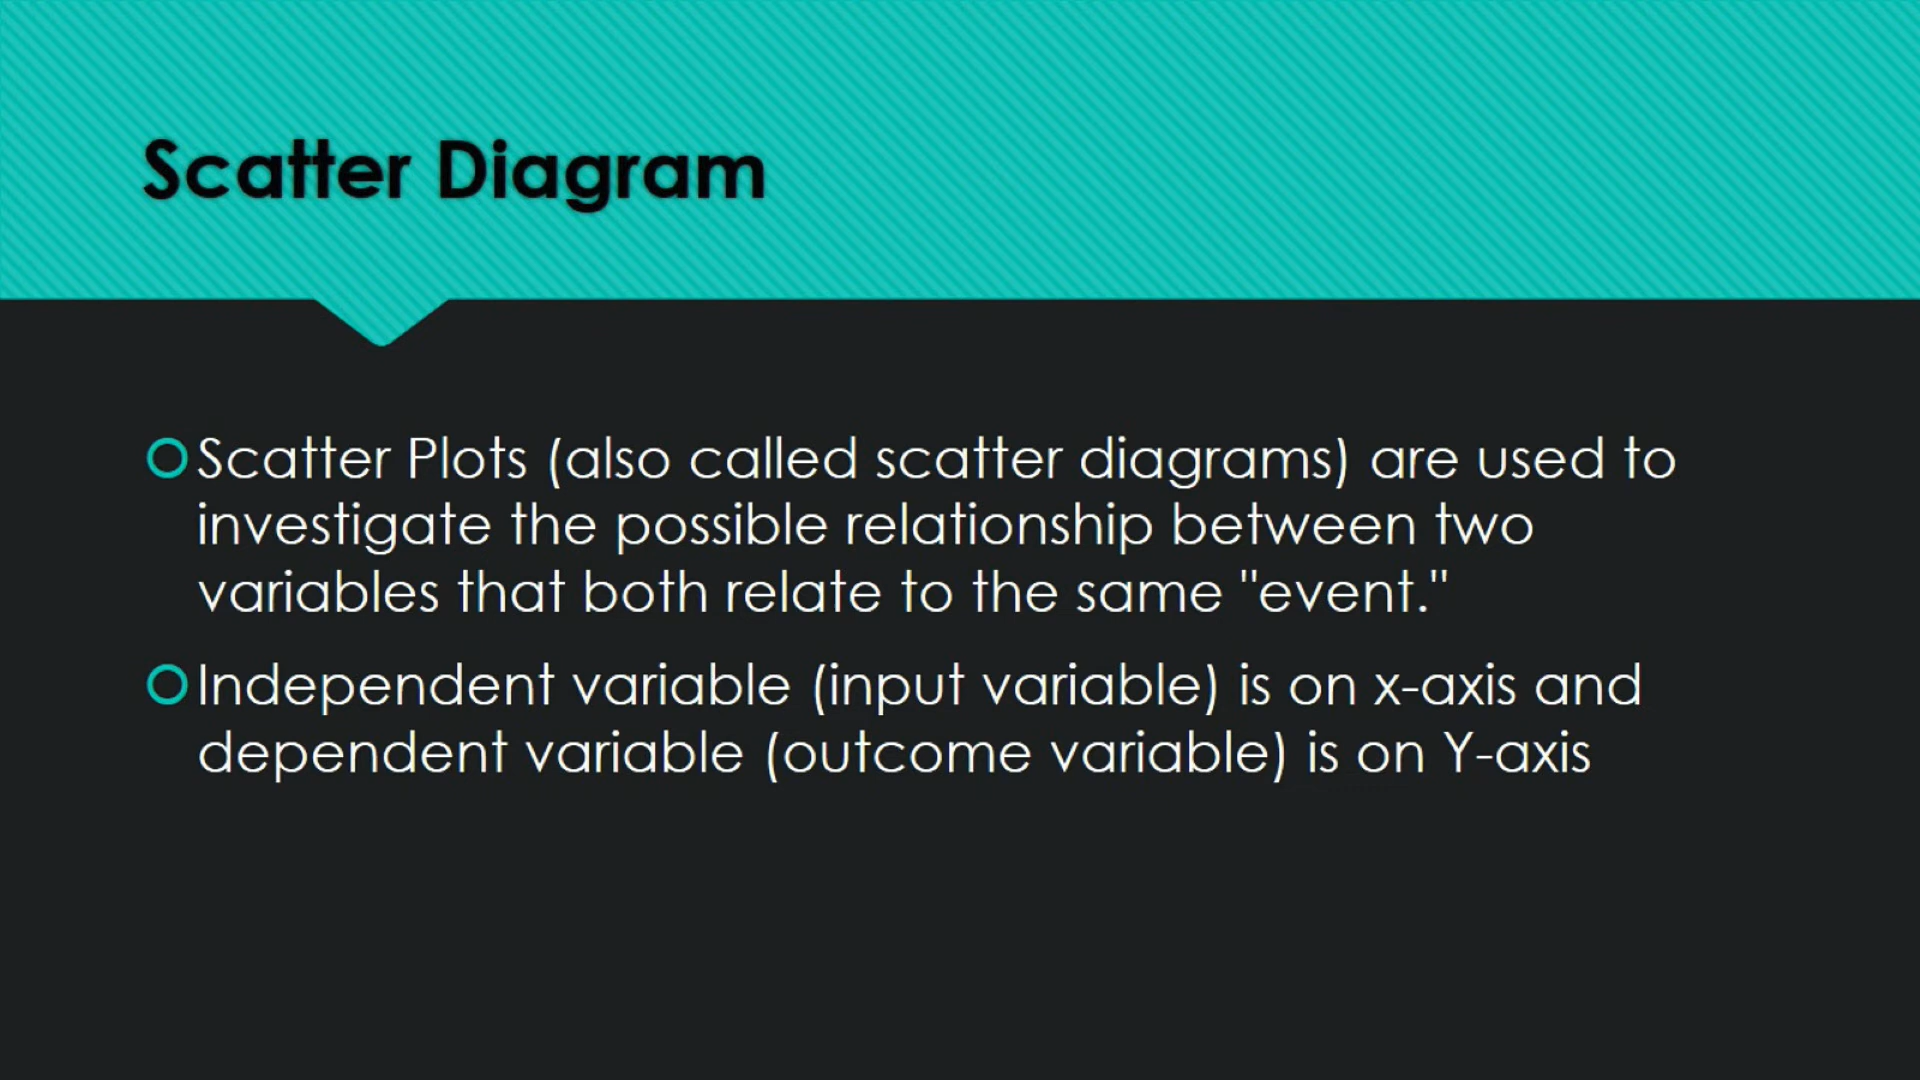 Scatter Diagram
Scatter Plots (also called scatter diagrams) are used to
investigate the possible relationship between two
variables that both relate to the same "event."
Independent variable (input variable) is on x-axis and
dependent variable (outcome variable) is on Y-axis